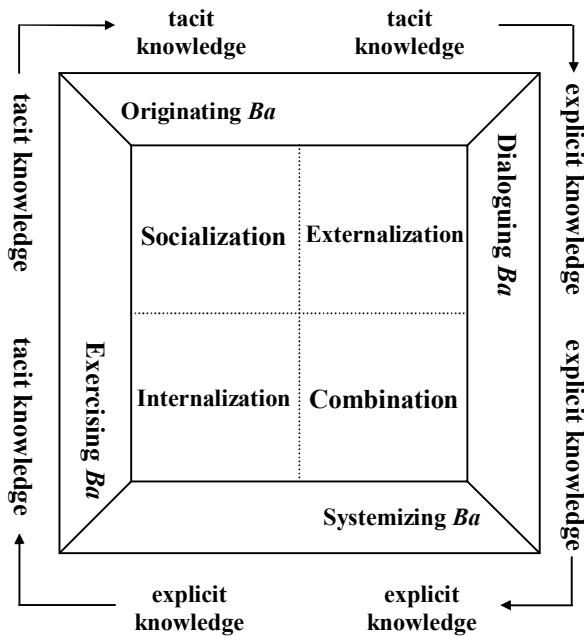 tacit
knowledge
tacit
knowledge
tacit knowledge
Originating Ba
explicit knowledge
Dialoguing Ba
Socialization
Externalization
tacit knowledge
Exercising Ba
Internalization
Combination
explicit knowledge
Systemizing Ba
explicit
knowledge
explicit
knowledge